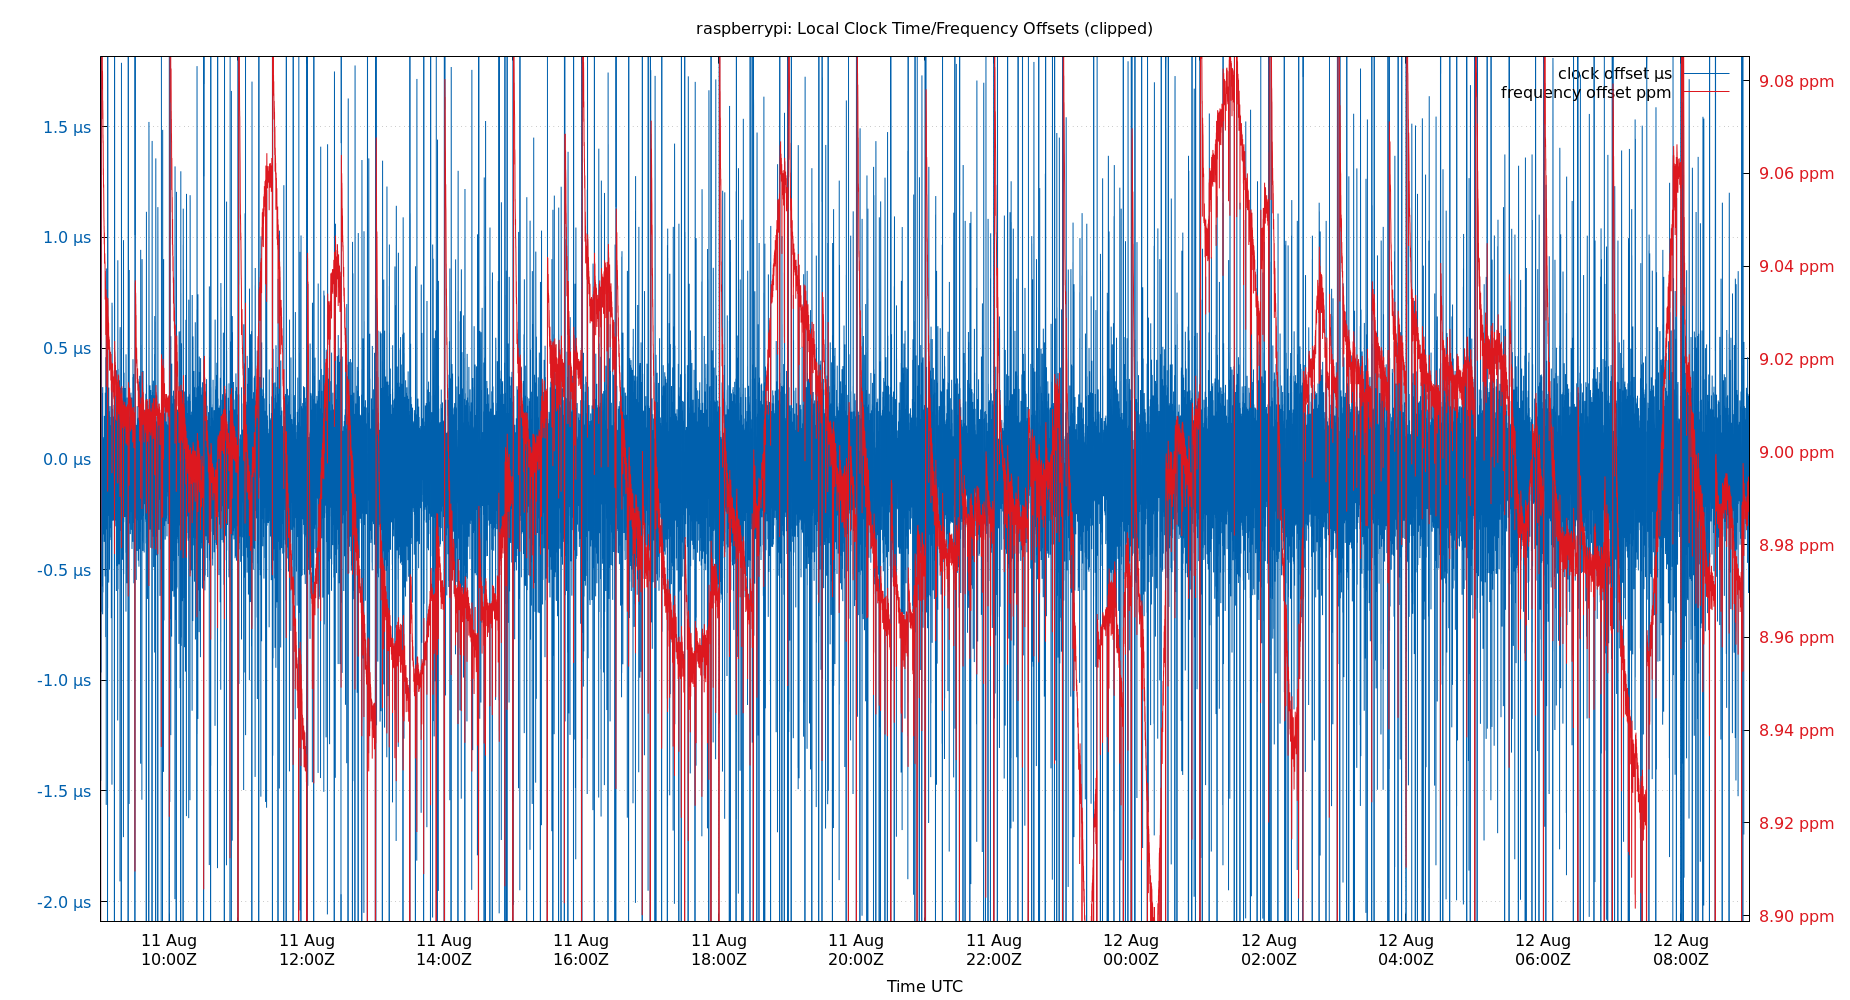 raspberrypi: Local Clock Time/Frequency Offsets (clipped)
clock offset µs
frequency offset ppm
1.5 µs
1.0 µs
0.5 µs
0.0 µs
-0.5 µs
-1.0 µs
-1.5 µs
-2.0 µs
9.08 ppm
9.06 ppm
9.04 ppm
9.02 ppm
9.00 ppm
8.98 ppm
8.96 ppm
8.94 ppm
8.92 ppm
8.90 ppm
11 Aug 11 Aug 11 Aug 11 Aug 11 Aug 11 Aug 11 Aug 12 Aug 12 Aug 12 Aug 12 Aug 12 Aug
10:00Z 12:00Z 14:00Z 16:00Z 18:00Z 20:00Z 22:00Z 00:00Z 02:00Z 04:00Z 06:00Z 08:00Z
Time UTC